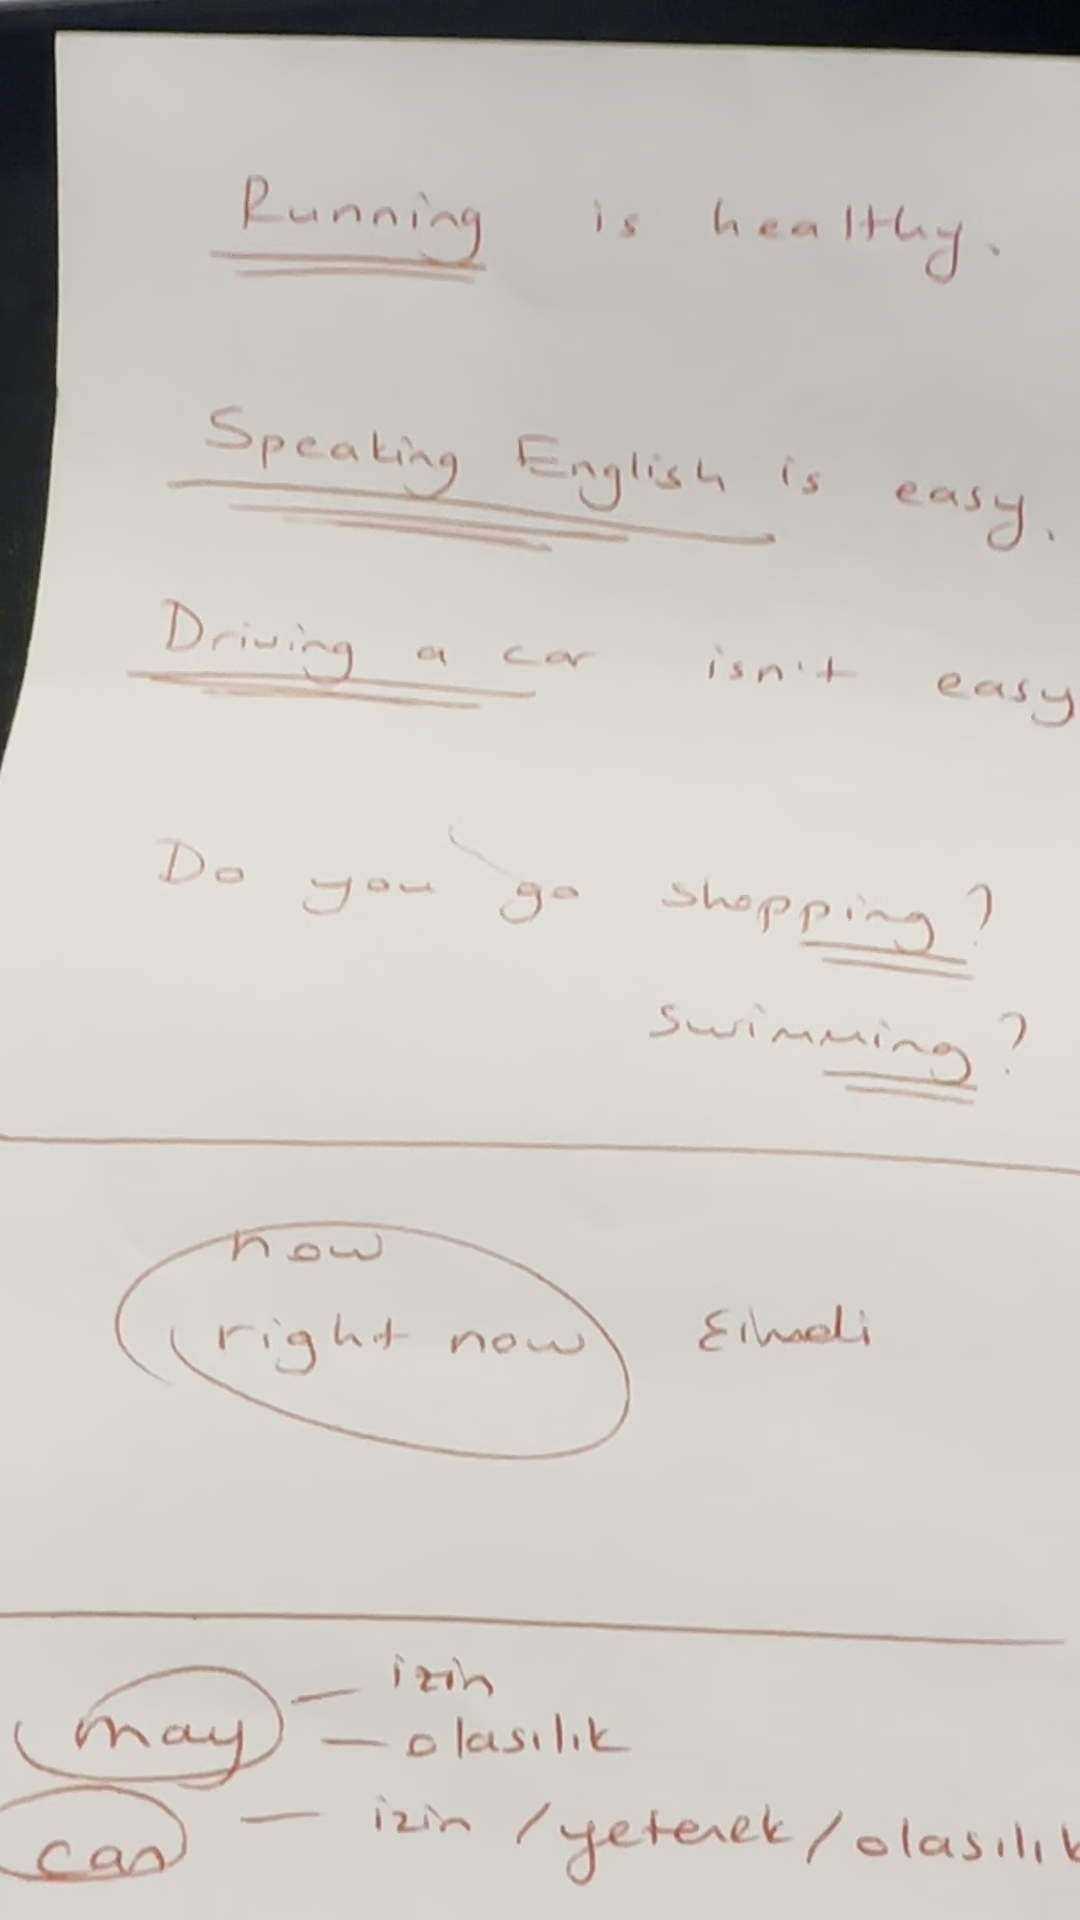 Running is healthy.
Speaking English is easy.
Driving a car isn't easy
Do you go shopping?
swimming?
now
right now
may — izin
— olasılık
can — izin / yetenek / olasılık